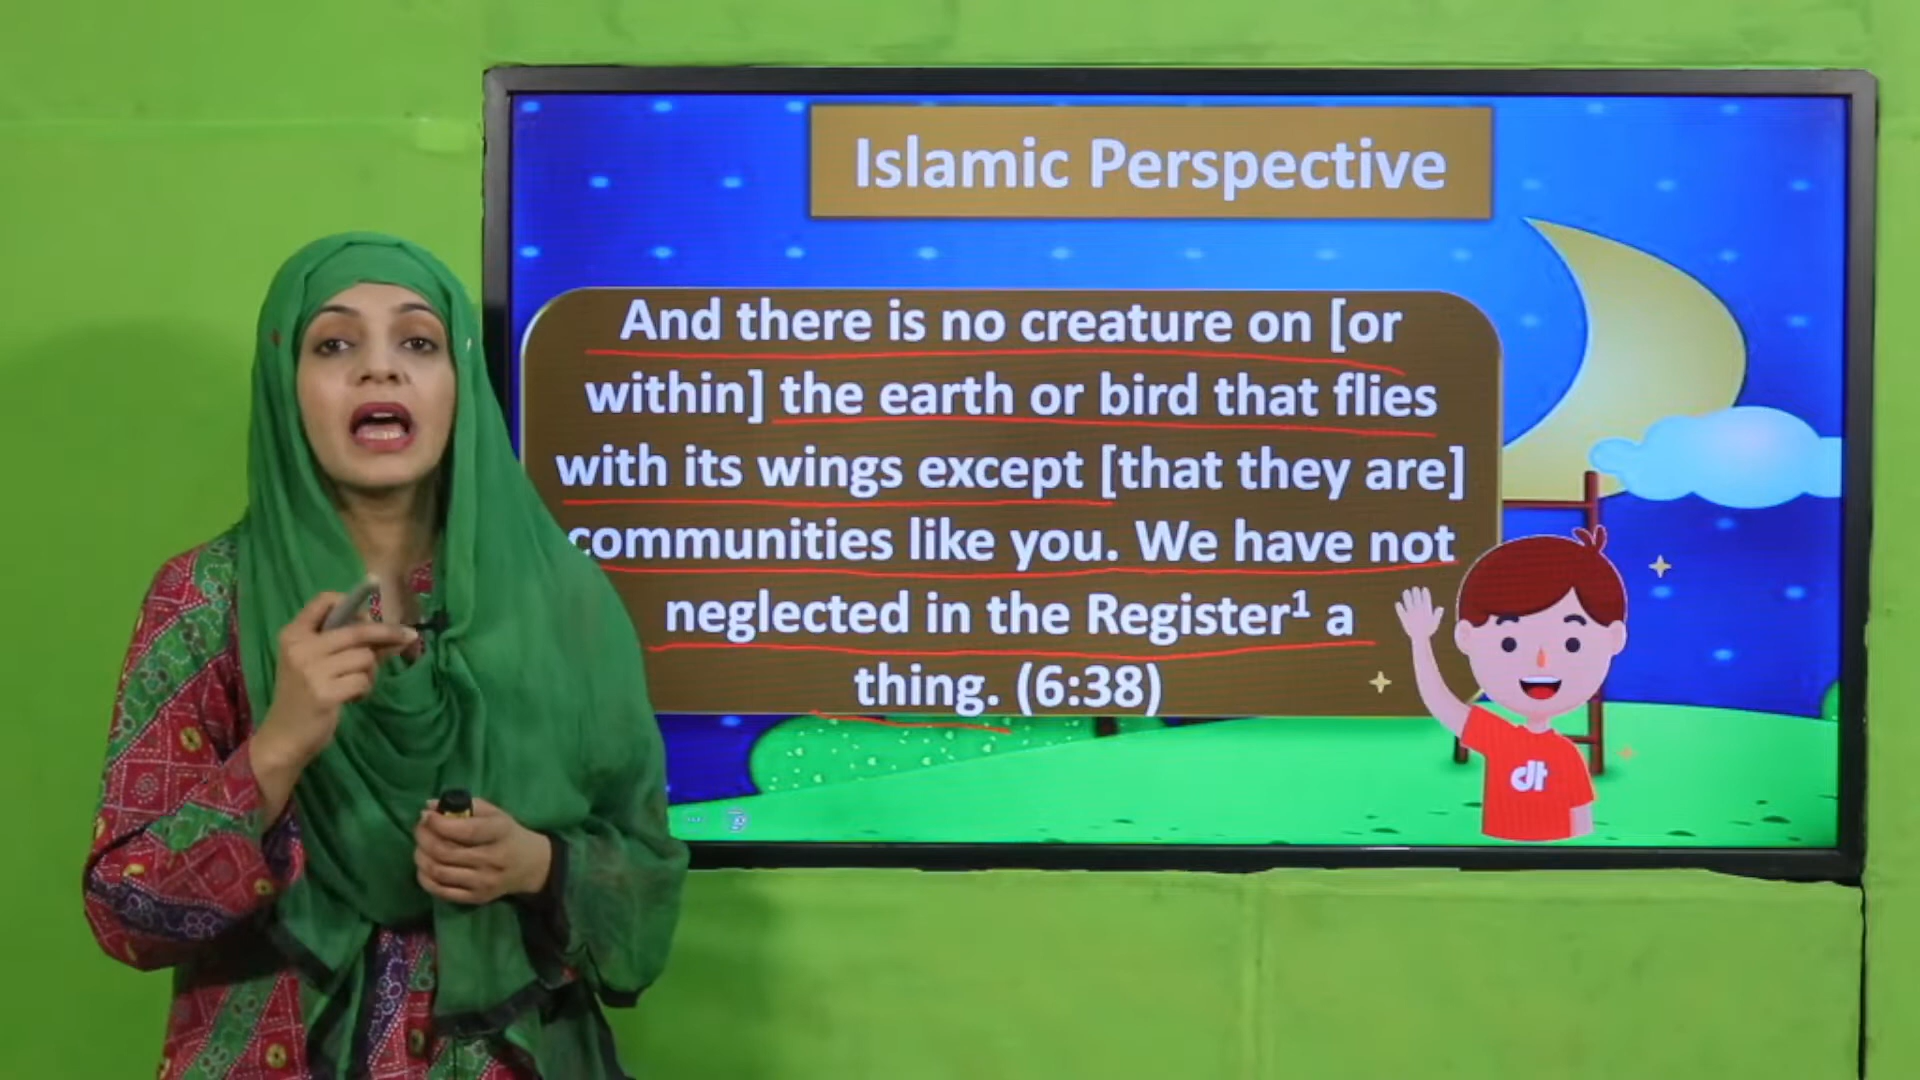 Islamic Perspective
And there is no creature on [or
within] the earth or bird that flies
with its wings except [that they are]
communities like you. We have not
neglected in the Register¹ a
thing. (6:38)
dt